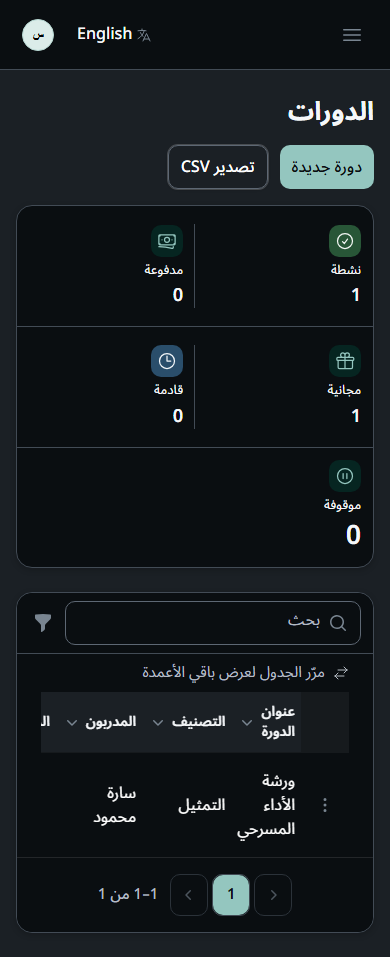 س
English
الدورات
دورة جديدة
تصدير CSV
نشطة
1
مدفوعة
0
مجانية
1
قادمة
0
موقوفة
0
بحث
مرّر الجدول لعرض باقي الأعمدة
عنوان الدورة
التصنيف
المدربون
ورشة الأداء المسرحي
التمثيل
سارة محمود
1
1–1 من 1